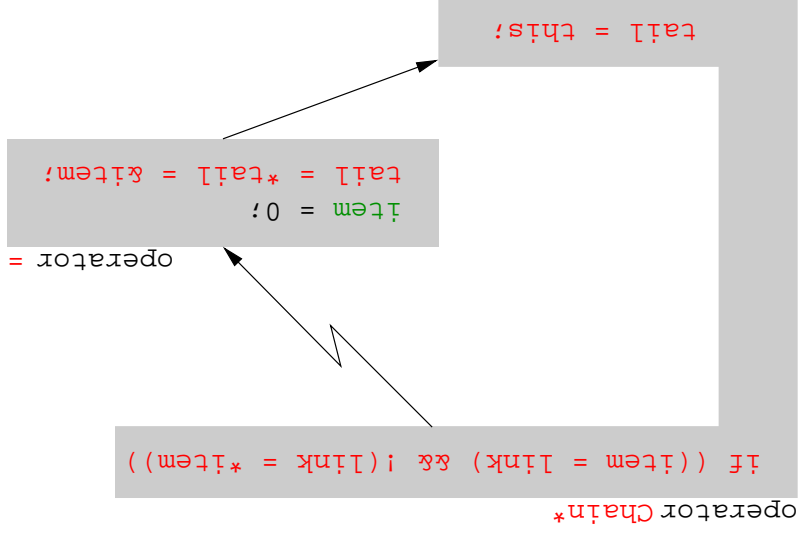 operator Chain*
if ((item = link) && !(link = *item))
operator =
item = 0;
tail = *tail = &item;
tail = this;